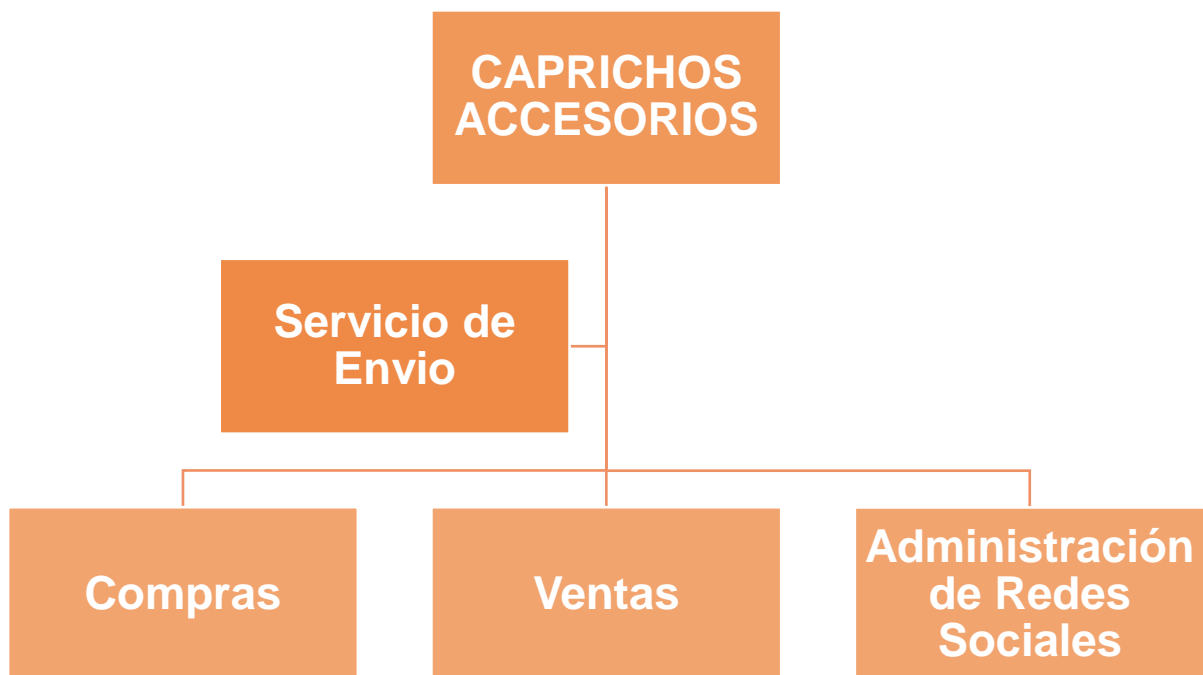 CAPRICHOS
ACCESORIOS
Servicio de
Envio
Compras
Ventas
Administración
de Redes
Sociales